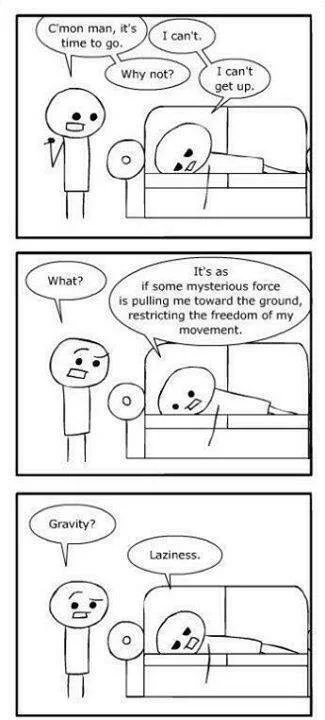 C'mon man, it's
time to go.
I can't.
Why not?
I can't
get up.
What?
It's as
if some mysterious force
is pulling me toward the ground,
restricting the freedom of my
movement.
Gravity?
Laziness.